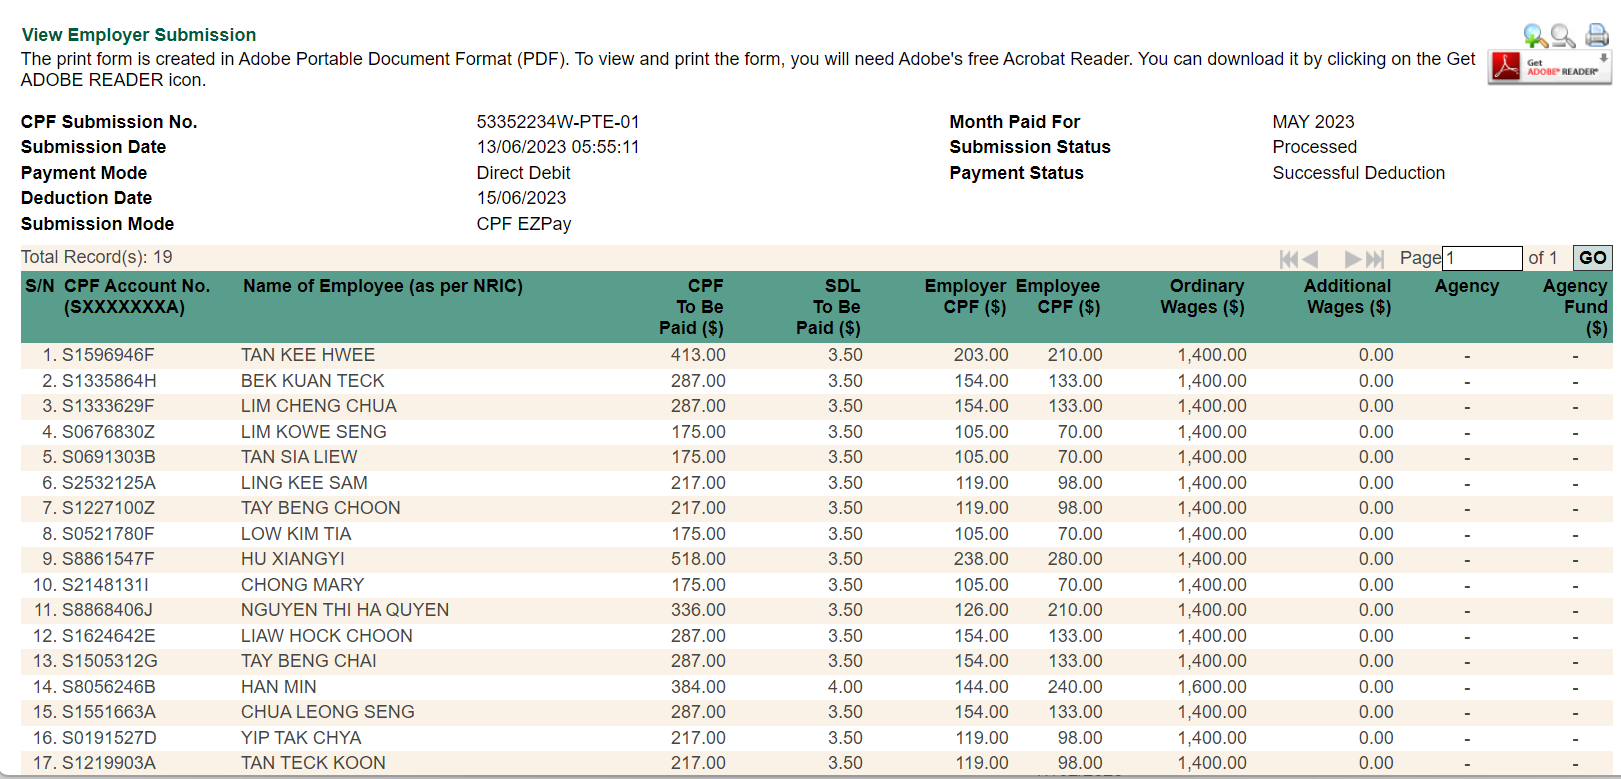 View Employer Submission
The print form is created in Adobe Portable Document Format (PDF). To view and print the form, you will need Adobe's free Acrobat Reader. You can download it by clicking on the Get
ADOBE READER icon.
Get
ADOBE® READER®
CPF Submission No. 53352234W-PTE-01 Month Paid For MAY 2023
Submission Date 13/06/2023 05:55:11 Submission Status Processed
Payment Mode Direct Debit Payment Status Successful Deduction
Deduction Date 15/06/2023
Submission Mode CPF EZPay
Total Record(s): 19 Page 1 of 1 GO
S/N CPF Account No. Name of Employee (as per NRIC) CPF SDL Employer Employee Ordinary Additional Agency Agency
(SXXXXXXXA) To Be To Be CPF ($) CPF ($) Wages ($) Wages ($) Fund
Paid ($) Paid ($) ($)
1. S1596946F TAN KEE HWEE 413.00 3.50 203.00 210.00 1,400.00 0.00 - -
2. S1335864H BEK KUAN TECK 287.00 3.50 154.00 133.00 1,400.00 0.00 - -
3. S1333629F LIM CHENG CHUA 287.00 3.50 154.00 133.00 1,400.00 0.00 - -
4. S0676830Z LIM KOWE SENG 175.00 3.50 105.00 70.00 1,400.00 0.00 - -
5. S0691303B TAN SIA LIEW 175.00 3.50 105.00 70.00 1,400.00 0.00 - -
6. S2532125A LING KEE SAM 217.00 3.50 119.00 98.00 1,400.00 0.00 - -
7. S1227100Z TAY BENG CHOON 217.00 3.50 119.00 98.00 1,400.00 0.00 - -
8. S0521780F LOW KIM TIA 175.00 3.50 105.00 70.00 1,400.00 0.00 - -
9. S8861547F HU XIANGYI 518.00 3.50 238.00 280.00 1,400.00 0.00 - -
10. S2148131I CHONG MARY 175.00 3.50 105.00 70.00 1,400.00 0.00 - -
11. S8868406J NGUYEN THI HA QUYEN 336.00 3.50 126.00 210.00 1,400.00 0.00 - -
12. S1624642E LIAW HOCK CHOON 287.00 3.50 154.00 133.00 1,400.00 0.00 - -
13. S1505312G TAY BENG CHAI 287.00 3.50 154.00 133.00 1,400.00 0.00 - -
14. S8056246B HAN MIN 384.00 4.00 144.00 240.00 1,600.00 0.00 - -
15. S1551663A CHUA LEONG SENG 287.00 3.50 154.00 133.00 1,400.00 0.00 - -
16. S0191527D YIP TAK CHYA 217.00 3.50 119.00 98.00 1,400.00 0.00 - -
17. S1219903A TAN TECK KOON 217.00 3.50 119.00 98.00 1,400.00 0.00 - -